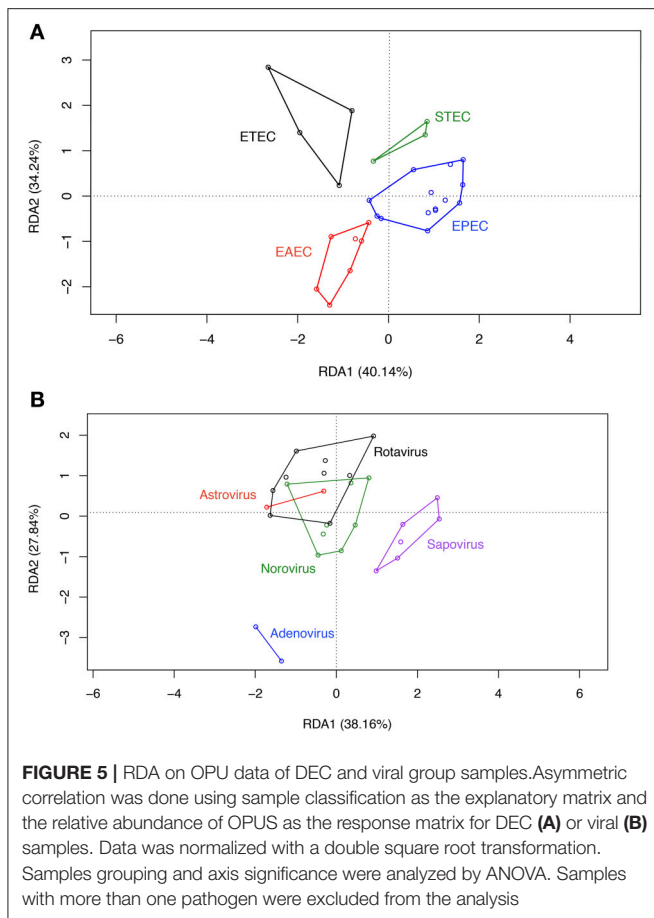 A
3
2
1
0
−1
−2
RDA2 (34.24%)
ETEC
STEC
EPEC
EAEC
−6
−4
−2
0
2
4
RDA1 (40.14%)
B
2
1
0
−1
−2
−3
RDA2 (27.84%)
Rotavirus
Astrovirus
Norovirus
Sapovirus
Adenovirus
−6
−4
−2
0
2
4
6
RDA1 (38.16%)
FIGURE 5 | RDA on OPU data of DEC and viral group samples.Asymmetric
correlation was done using sample classification as the explanatory matrix and
the relative abundance of OPUS as the response matrix for DEC (A) or viral (B)
samples. Data was normalized with a double square root transformation.
Samples grouping and axis significance were analyzed by ANOVA. Samples
with more than one pathogen were excluded from the analysis